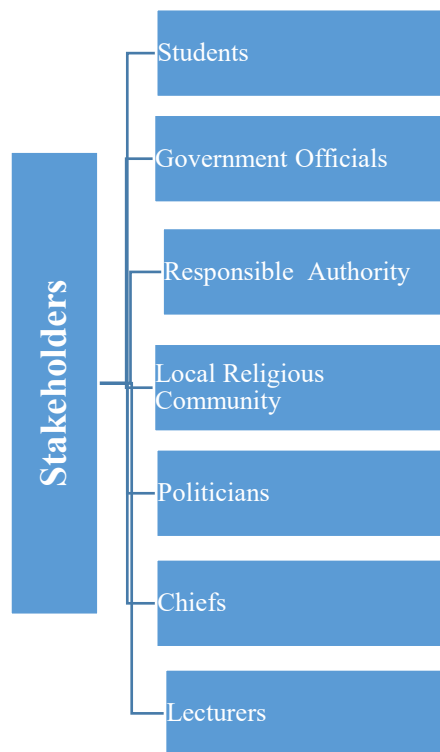 Stakeholders
Students
Government Officials
Responsible Authority
Local Religious
Community
Politicians
Chiefs
Lecturers